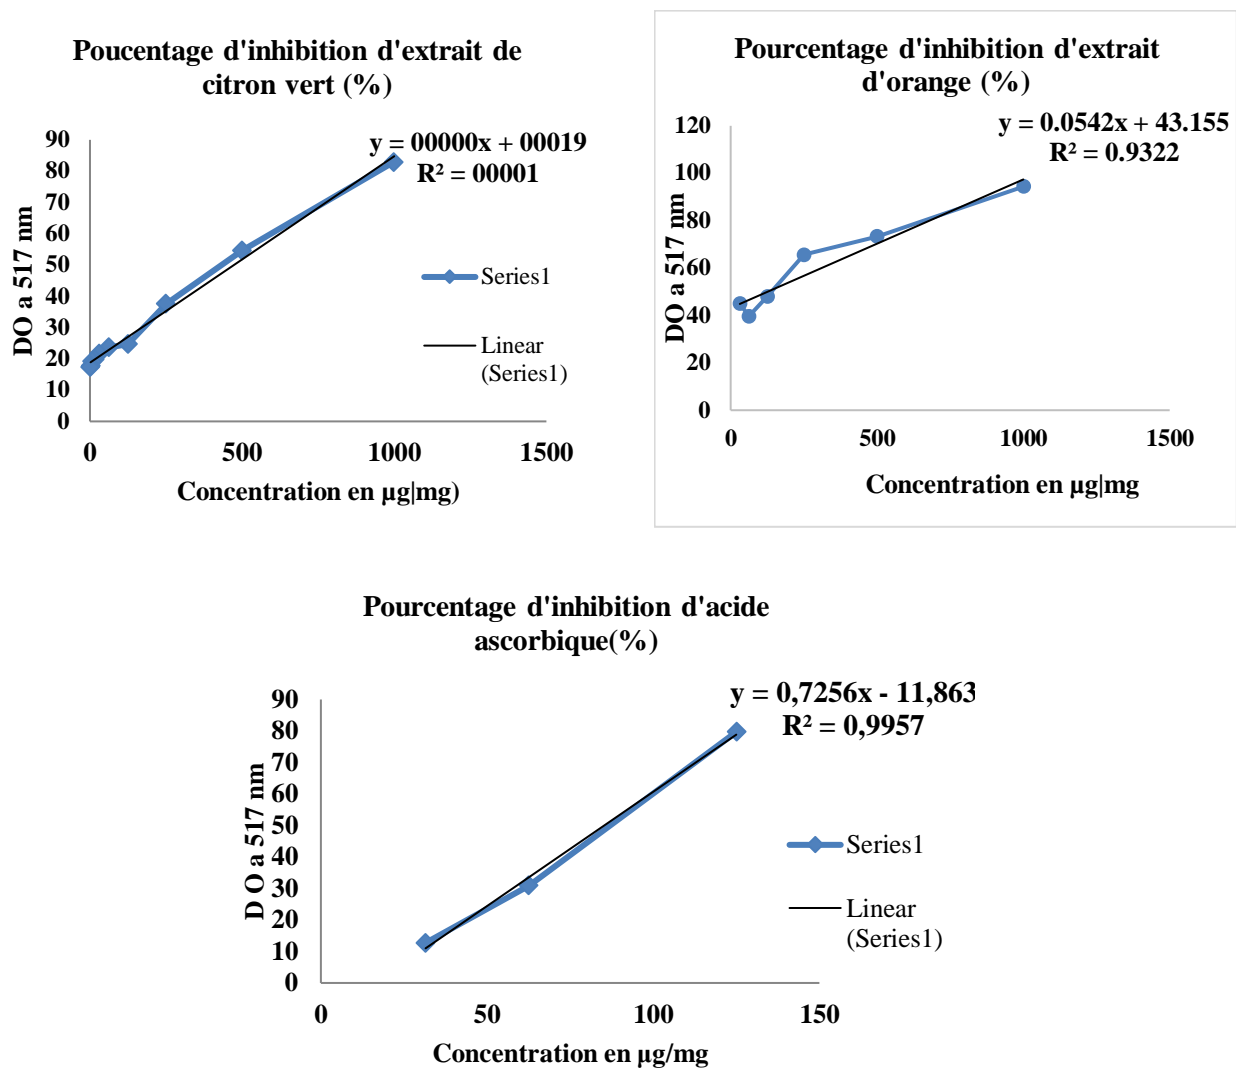 Poucentage d'inhibition d'extrait de
citron vert (%)
y = 00000x + 00019
R² = 00001
90
80
70
60
50
40
30
20
10
0
DO a 517 nm
Series1
Linear
(Series1)
0 500 1000 1500
Concentration en µg|mg)
Pourcentage d'inhibition d'extrait
d'orange (%)
y = 0.0542x + 43.155
R² = 0.9322
120
100
80
60
40
20
0
DO a 517 nm
0 500 1000 1500
Concentration en µg|mg
Pourcentage d'inhibition d'acide
ascorbique(%)
y = 0,7256x - 11,863
R² = 0,9957
90
80
70
60
50
40
30
20
10
0
D O a 517 nm
Series1
Linear
(Series1)
0 50 100 150
Concentration en µg/mg